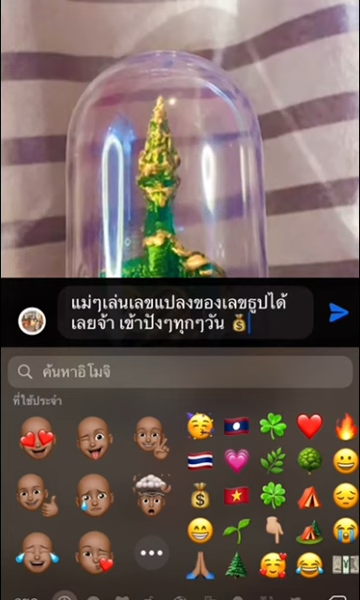 แม่ๆเล่นเลขแปลงของเลขธูปได้
เลยจ้า เข้าปังๆทุกๆวัน 💰
ค้นหาอิโมจิ
ที่ใช้ประจำ